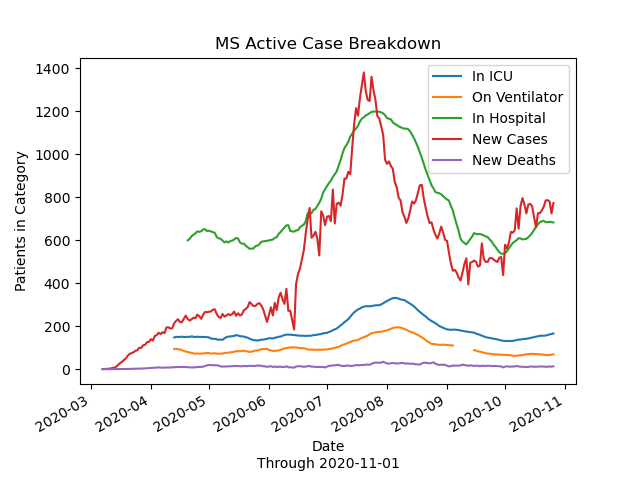 MS Active Case Breakdown
1400
1200
1000
800
600
400
200
0
Patients in Category
In ICU
On Ventilator
In Hospital
New Cases
New Deaths
2020-03
2020-04
2020-05
2020-06
2020-07
2020-08
2020-09
2020-10
2020-11
Date
Through 2020-11-01